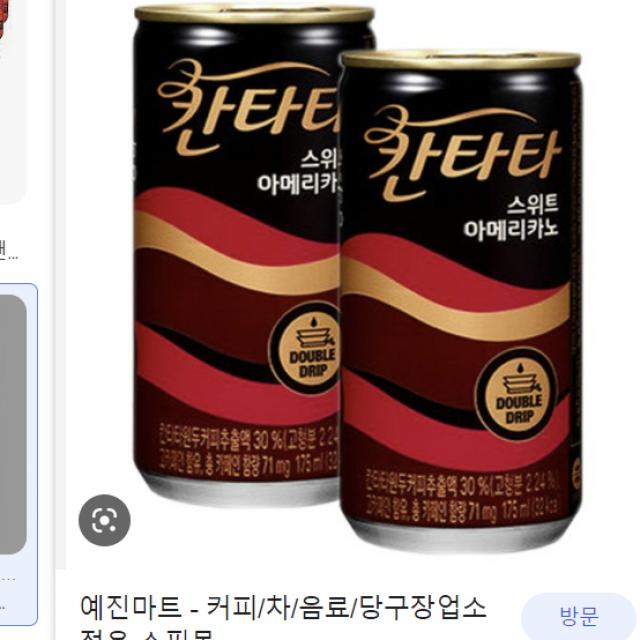 칸타타
스위트
아메리카노
DOUBLE
DRIP
칸타타
스위트
아메리카노
DOUBLE
DRIP
칸타타원두커피추출액 30 %(고형분 2.24
고카페인 함유, 총 카페인 함량 71 mg 175 ml
칸타타원두커피추출액 30 %(고형분 2.24 %)
고카페인 함유, 총 카페인 함량 71 mg 175 ml (32 kcal)
예진마트 - 커피/차/음료/당구장업소
방문